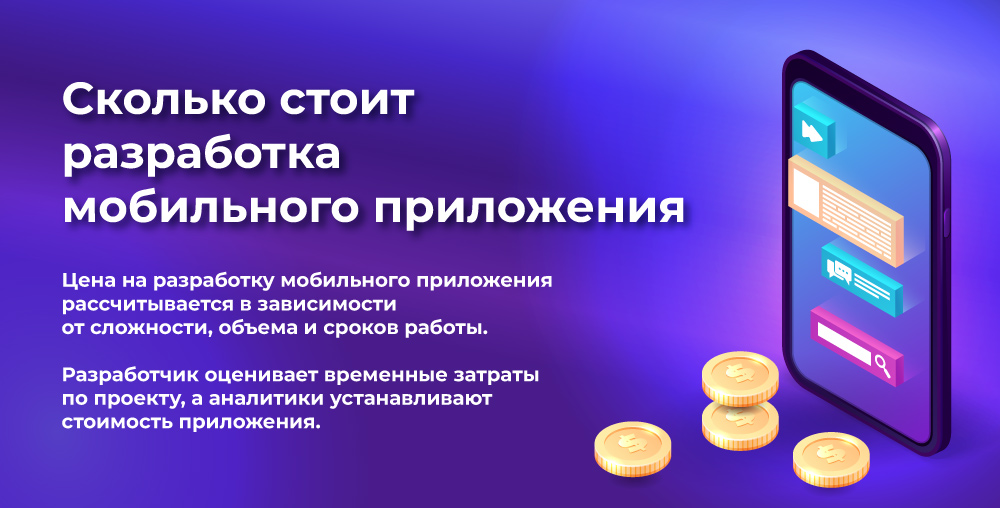 Сколько стоит
разработка
мобильного приложения
Цена на разработку мобильного приложения
рассчитывается в зависимости
от сложности, объема и сроков работы.
Разработчик оценивает временные затраты
по проекту, а аналитики устанавливают
стоимость приложения.